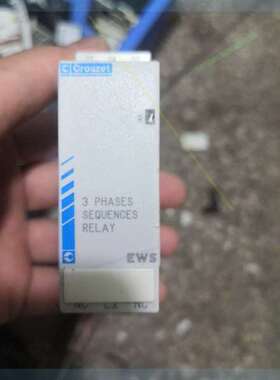 Crouzet
3 PHASES
SEQUENCES
RELAY
EWS